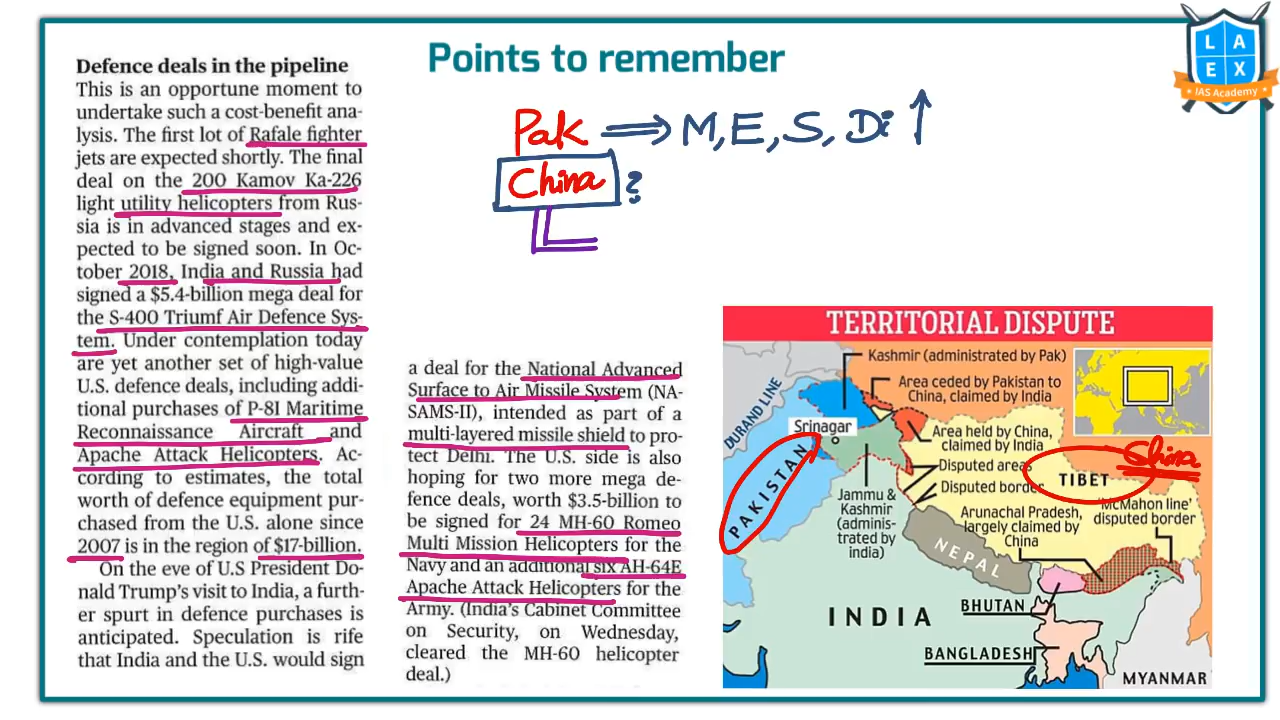 Points to remember
L A
E X
IAS Academy
Defence deals in the pipeline
This is an opportune moment to
undertake such a cost-benefit ana-
lysis. The first lot of Rafale fighter
jets are expected shortly. The final
deal on the 200 Kamov Ka-226
light utility helicopters from Rus-
sia is in advanced stages and ex-
pected to be signed soon. In Oc-
tober 2018, India and Russia had
signed a $5.4-billion mega deal for
the S-400 Triumf Air Defence Sys-
tem. Under contemplation today
are yet another set of high-value
U.S. defence deals, including addi-
tional purchases of P-8I Maritime
Reconnaissance Aircraft and
Apache Attack Helicopters. Ac-
cording to estimates, the total
worth of defence equipment pur-
chased from the U.S. alone since
2007 is in the region of $17-billion.
On the eve of U.S President Do-
nald Trump's visit to India, a furth-
er spurt in defence purchases is
anticipated. Speculation is rife
that India and the U.S. would sign
a deal for the National Advanced
Surface to Air Missile System (NA-
SAMS-II), intended as part of a
multi-layered missile shield to pro-
tect Delhi. The U.S. side is also
hoping for two more mega de-
fence deals, worth $3.5-billion to
be signed for 24 MH-60 Romeo
Multi Mission Helicopters for the
Navy and an additional six AH-64E
Apache Attack Helicopters for the
Army. (India's Cabinet Committee
on Security, on Wednesday,
cleared the MH-60 helicopter
deal.)
Pak ⇒ M, E, S, Di ↑
China ?
TERRITORIAL DISPUTE
Kashmir (administrated by Pak)
Area ceded by Pakistan to
China, claimed by India
DURAND LINE
Srinagar
Area held by China,
claimed by India
China
PAKISTAN
Disputed areas
Disputed border
TIBET
Jammu &
Kashmir
(adminis-
trated by
india)
Arunachal Pradesh,
largely claimed by
China
'McMahon line'
disputed border
NEPAL
INDIA
BHUTAN
BANGLADESH
MYANMAR